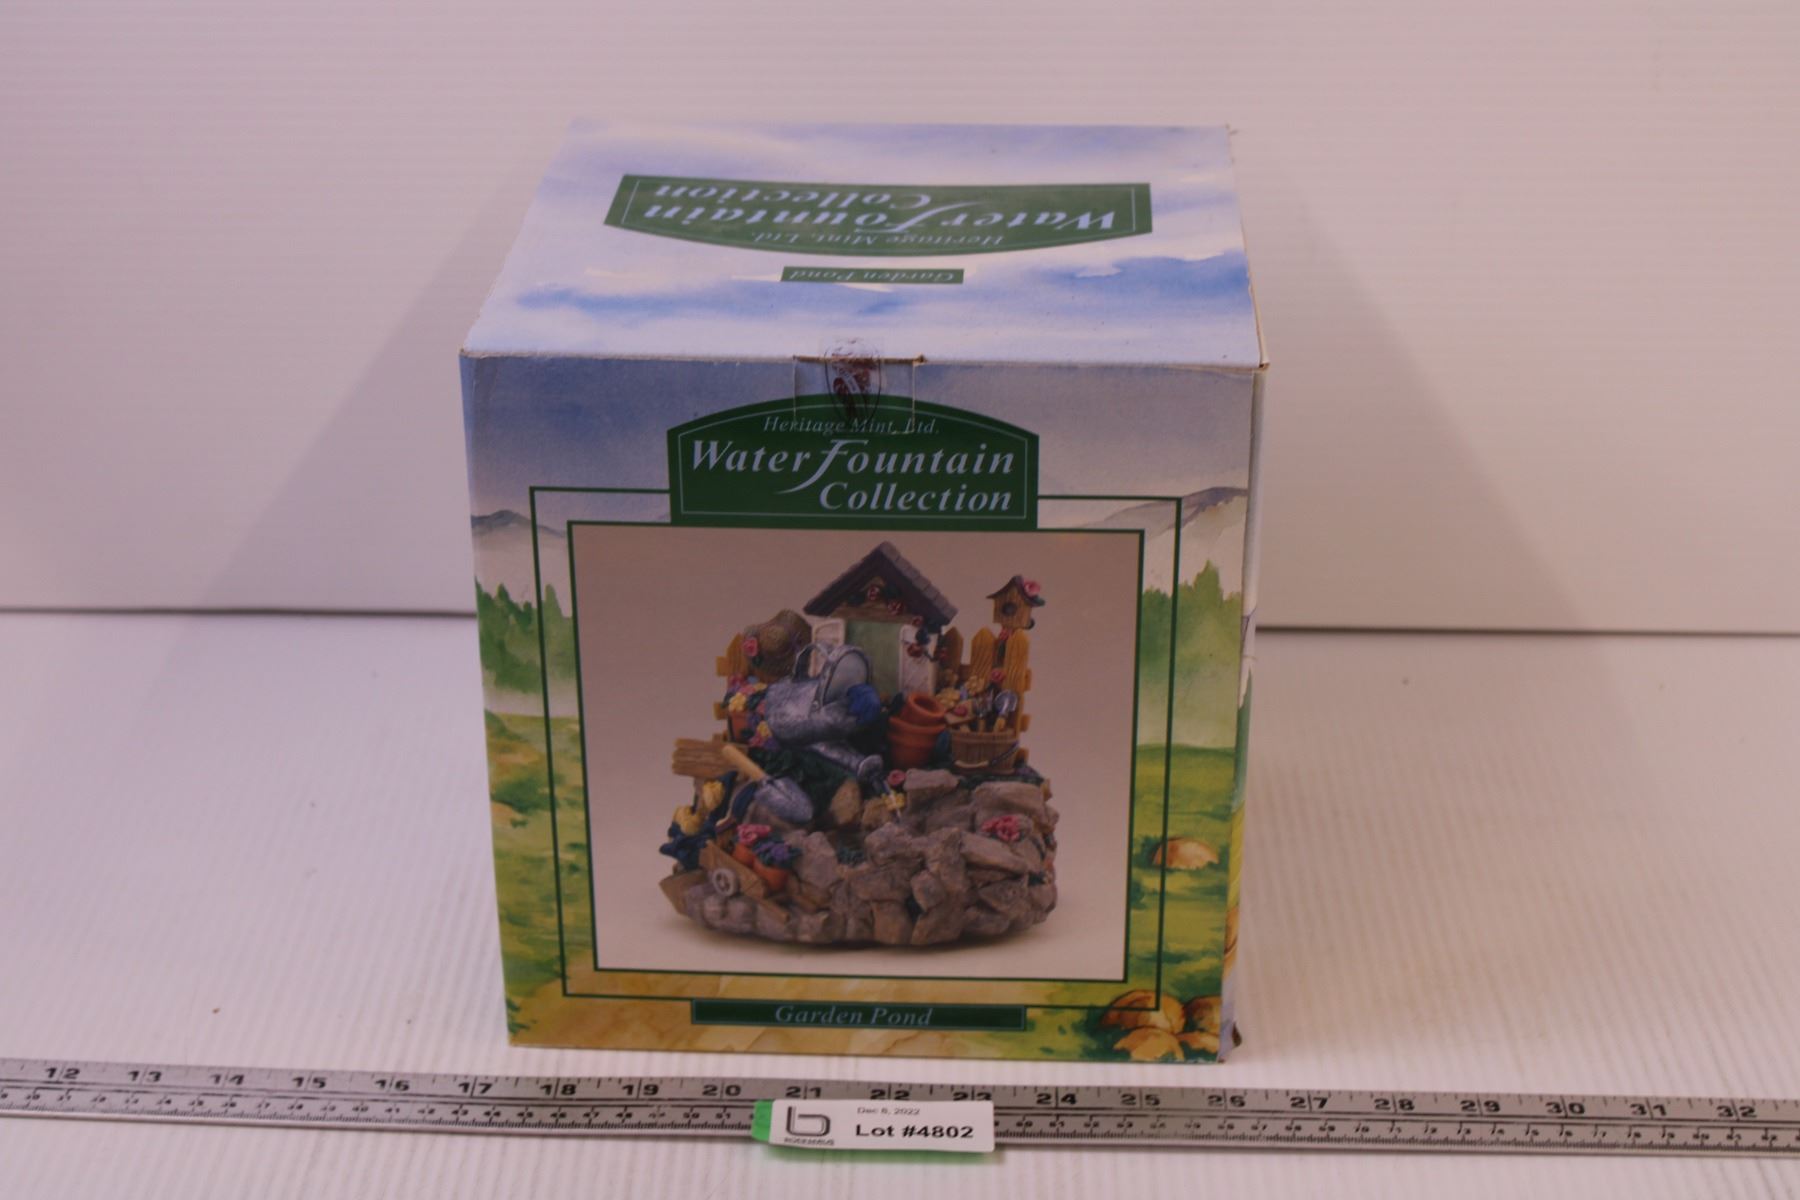 Heritage Mint, Ltd.
Water Fountain
Collection
Garden Pond
Heritage Mint, Ltd.
Water Fountain
Collection
Garden Pond
12 13 14 15 16 17 18 19 20 21 22 23 24 25 26 27 28 29 30 31 32
Dec 6, 2022
Lot #4802